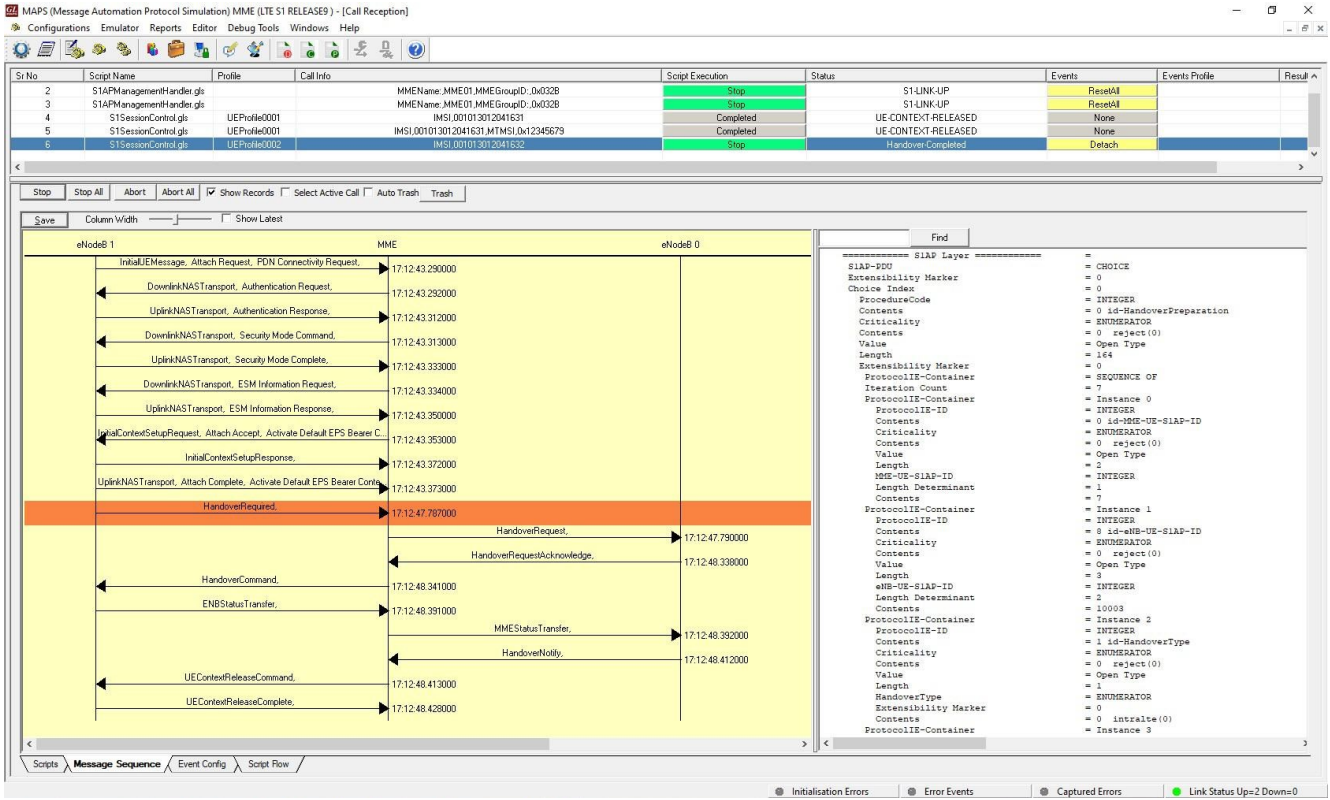 MAPS (Message Automation Protocol Simulation) MME (LTE S1 RELEASE9 ) - [Call Reception]
Configurations Emulator Reports Editor Debug Tools Windows Help
Sr No Script Name Profile Call Info Script Execution Status Events Events Profile Result
2 S1APManagementHandler.gls MMEName:,MME01,MMEGroupID:,0x032B Stop S1-LINK-UP ResetAll
3 S1APManagementHandler.gls MMEName:,MME01,MMEGroupID:,0x032B Stop S1-LINK-UP ResetAll
4 S1SessionControl.gls UEProfile0001 IMSI,001013012041631 Completed UE-CONTEXT-RELEASED None
5 S1SessionControl.gls UEProfile0001 IMSI,001013012041631,MTMSI,0x12345679 Completed UE-CONTEXT-RELEASED None
6 S1SessionControl.gls UEProfile0002 IMSI,001013012041632 Stop Handover-Completed Detach
Stop Stop All Abort Abort All Show Records Select Active Call Auto Trash Trash
Save Column Width Show Latest
eNodeB 1 MME eNodeB 0
InitialUEMessage, Attach Request, PDN Connectivity Request, 17:12:43.290000
DownlinkNASTransport, Authentication Request, 17:12:43.292000
UplinkNASTransport, Authentication Response, 17:12:43.312000
DownlinkNASTransport, Security Mode Command, 17:12:43.313000
UplinkNASTransport, Security Mode Complete, 17:12:43.333000
DownlinkNASTransport, ESM Information Request, 17:12:43.334000
UplinkNASTransport, ESM Information Response, 17:12:43.350000
InitialContextSetupRequest, Attach Accept, Activate Default EPS Bearer C... 17:12:43.353000
InitialContextSetupResponse, 17:12:43.372000
UplinkNASTransport, Attach Complete, Activate Default EPS Bearer Conte 17:12:43.373000
HandoverRequired, 17:12:47.787000
HandoverRequest, 17:12:47.790000
HandoverRequestAcknowledge, 17:12:48.338000
HandoverCommand, 17:12:48.341000
ENBStatusTransfer, 17:12:48.391000
MMEStatusTransfer, 17:12:48.392000
HandoverNotify, 17:12:48.412000
UEContextReleaseCommand, 17:12:48.413000
UEContextReleaseComplete, 17:12:48.428000
Find
============ S1AP Layer ============ =
S1AP-PDU = CHOICE
Extensibility Marker = 0
Choice Index = 0
ProcedureCode = INTEGER
Contents = 0 id-HandoverPreparation
Criticality = ENUMERATOR
Contents = 0 reject(0)
Value = Open Type
Length = 164
Extensibility Marker = 0
ProtocolIE-Container = SEQUENCE OF
Iteration Count = 7
ProtocolIE-Container = Instance 0
ProtocolIE-ID = INTEGER
Contents = 0 id-MME-UE-S1AP-ID
Criticality = ENUMERATOR
Contents = 0 reject(0)
Value = Open Type
Length = 2
MME-UE-S1AP-ID = INTEGER
Length Determinant = 1
Contents = 7
ProtocolIE-Container = Instance 1
ProtocolIE-ID = INTEGER
Contents = 8 id-eNB-UE-S1AP-ID
Criticality = ENUMERATOR
Contents = 0 reject(0)
Value = Open Type
Length = 3
eNB-UE-S1AP-ID = INTEGER
Length Determinant = 2
Contents = 10003
ProtocolIE-Container = Instance 2
ProtocolIE-ID = INTEGER
Contents = 1 id-HandoverType
Criticality = ENUMERATOR
Contents = 0 reject(0)
Value = Open Type
Length = 1
HandoverType = ENUMERATOR
Extensibility Marker = 0
Contents = 0 intralte(0)
ProtocolIE-Container = Instance 3
Scripts Message Sequence Event Config Script Flow
Initialisation Errors Error Events Captured Errors Link Status Up=2 Down=0